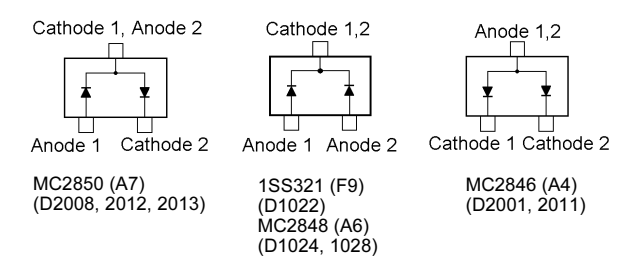 Cathode 1, Anode 2
Anode 1
Cathode 2
MC2850 (A7)
(D2008, 2012, 2013)
Cathode 1,2
Anode 1
Anode 2
1SS321 (F9)
(D1022)
MC2848 (A6)
(D1024, 1028)
Anode 1,2
Cathode 1
Cathode 2
MC2846 (A4)
(D2001, 2011)